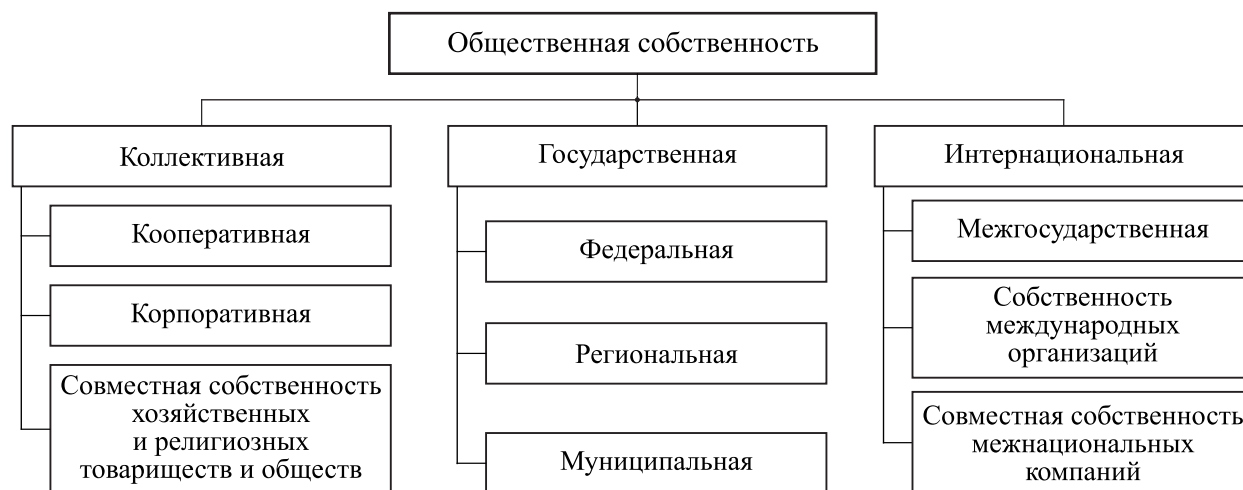 Общественная собственность
Коллективная
Кооперативная
Корпоративная
Совместная собственность
хозяйственных
и религиозных
товариществ и обществ
Государственная
Федеральная
Региональная
Муниципальная
Интернациональная
Межгосударственная
Собственность
международных
организаций
Совместная собственность
межнациональных
компаний